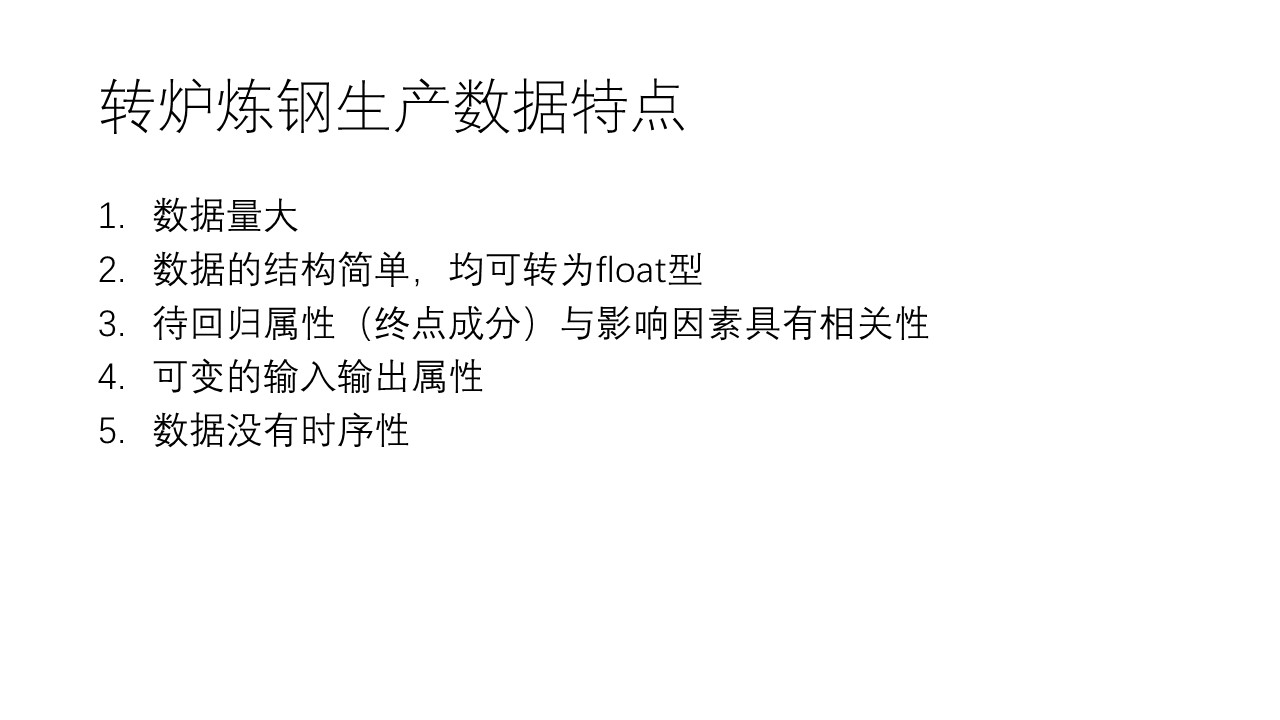 转炉炼钢生产数据特点
1. 数据量大
2. 数据的结构简单，均可转为float型
3. 待回归属性（终点成分）与影响因素具有相关性
4. 可变的输入输出属性
5. 数据没有时序性